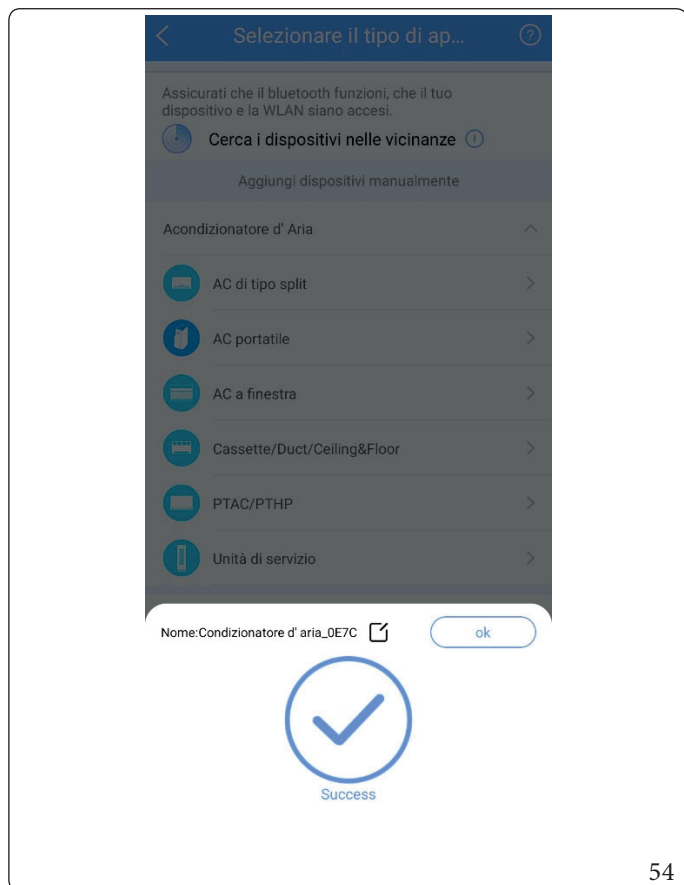 Selezionare il tipo di ap...
Assicurati che il bluetooth funzioni, che il tuo
dispositivo e la WLAN siano accesi.
Cerca i dispositivi nelle vicinanze
Aggiungi dispositivi manualmente
Acondizionatore d' Aria
AC di tipo split
AC portatile
AC a finestra
Cassette/Duct/Ceiling&Floor
PTAC/PTHP
Unità di servizio
Nome:Condizionatore d' aria_0E7C
ok
Success
54